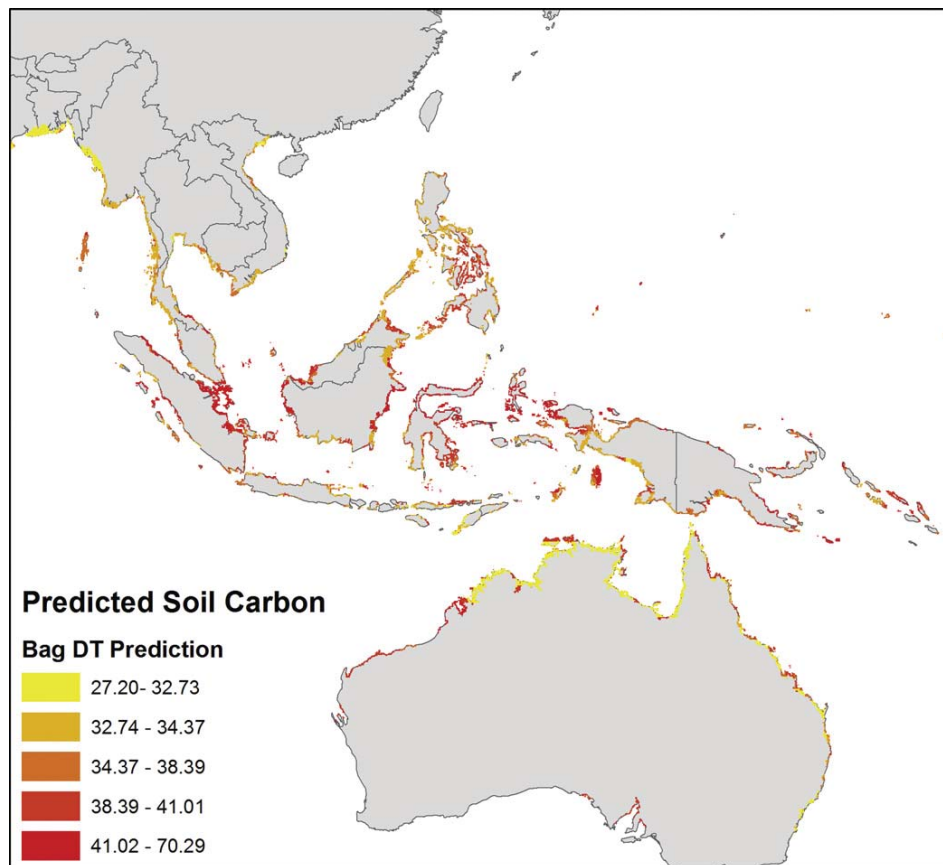 Predicted Soil Carbon
Bag DT Prediction
27.20- 32.73
32.74 - 34.37
34.37 - 38.39
38.39 - 41.01
41.02 - 70.29